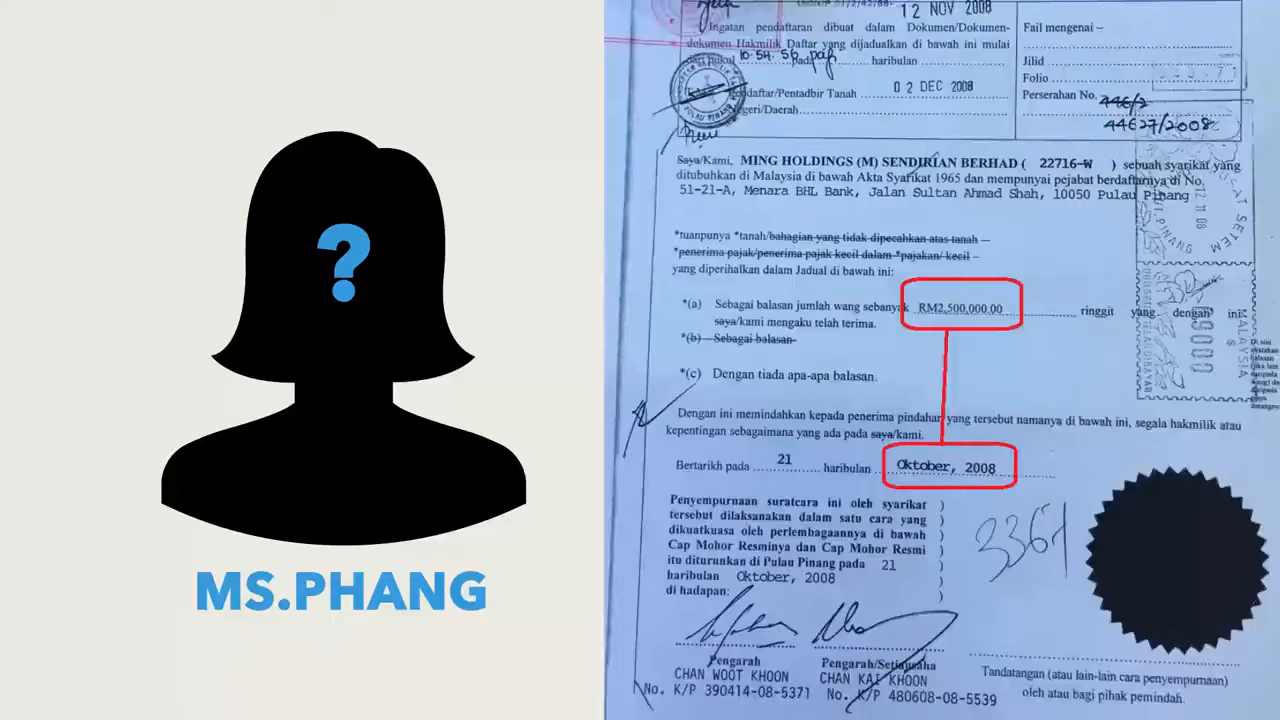 ?
MS.PHANG
12 NOV 2008
Ingatan pendaftaran dibuat dalam Dokumen/Dokumen-
dokumen Hakmilik Daftar yang dijadualkan di bawah ini mulai
dari pukul 10.54.56 pagi pada haribulan
02 DEC 2008
Pendaftar/Pentadbir Tanah
Negeri/Daerah
PULAU PINANG
Fail mengenai –
Jilid
Folio
Perserahan No. 446/2
44627/2008
Saya/Kami, MING HOLDINGS (M) SENDIRIAN BERHAD ( 22716-W ) sebuah syarikat yang
ditubuhkan di Malaysia di bawah Akta Syarikat 1965 dan mempunyai pejabat berdaftarnya di No.
51-21-A, Menara BHL Bank, Jalan Sultan Ahmad Shah, 10050 Pulau Pinang
*tuanpunya *tanah/bahagian yang tidak dipecahkan atas tanah —
*penerima pajak/penerima pajak kecil dalam *pajakan/ kecil —
yang diperihalkan dalam Jadual di bawah ini:
*(a) Sebagai balasan jumlah wang sebanyak RM2,500,000.00 ringgit yang dengan ini
saya/kami mengaku telah terima.
*(b) Sebagai balasan
*(c) Dengan tiada apa-apa balasan.
Dengan ini memindahkan kepada penerima pindahan yang tersebut namanya di bawah ini, segala hakmilik atau
kepentingan sebagaimana yang ada pada saya/kami.
Bertarikh pada 21 haribulan Oktober, 2008
Penyempurnaan suratcara ini oleh syarikat )
tersebut dilaksanakan dalam satu cara yang )
dikuatkuasa oleh perlembagaannya di bawah )
Cap Mohor Resminya dan Cap Mohor Resmi )
itu diturunkan di Pulau Pinang pada 21 )
haribulan Oktober, 2008 )
di hadapan: )
3361
Pengarah
CHAN WOOT KHOON
No. K/P 390414-08-5371
Pengarah/Setiausaha
CHAN KAI KHOON
No. K/P 480608-08-5539
Tandatangan (atau lain-lain cara penyempurnaan)
oleh atau bagi pihak pemindah.